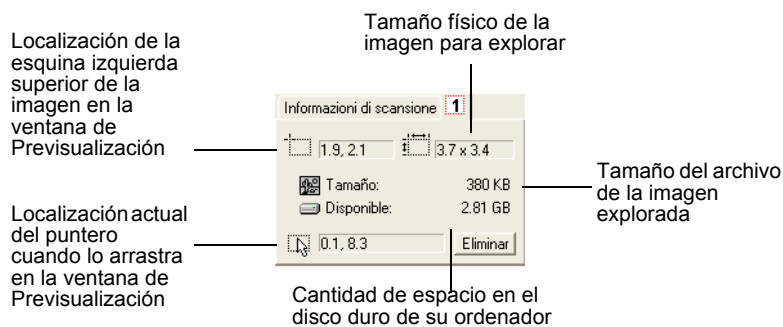 Tamaño físico de la
imagen para explorar
Localización de la
esquina izquierda
superior de la
imagen en la
ventana de
Previsualización
Informazioni di scansione 1
1.9, 2.1 3.7 x 3.4
Tamaño: 380 KB
Disponible: 2.81 GB
0.1, 8.3 Eliminar
Tamaño del archivo
de la imagen
explorada
Localización actual
del puntero
cuando lo arrastra
en la ventana de
Previsualización
Cantidad de espacio en el
disco duro de su ordenador